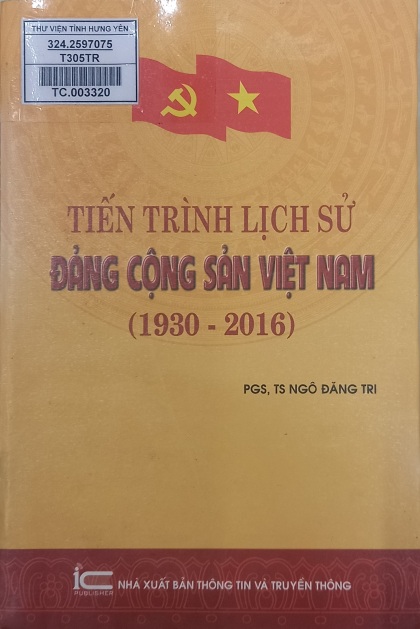 THƯ VIỆN TỈNH HƯNG YÊN
324.2597075
T305TR
TC.003320
TIẾN TRÌNH LỊCH SỬ
ĐẢNG CỘNG SẢN VIỆT NAM
(1930 - 2016)
PGS, TS NGÔ ĐĂNG TRI
ic
PUBLISHER
NHÀ XUẤT BẢN THÔNG TIN VÀ TRUYỀN THÔNG